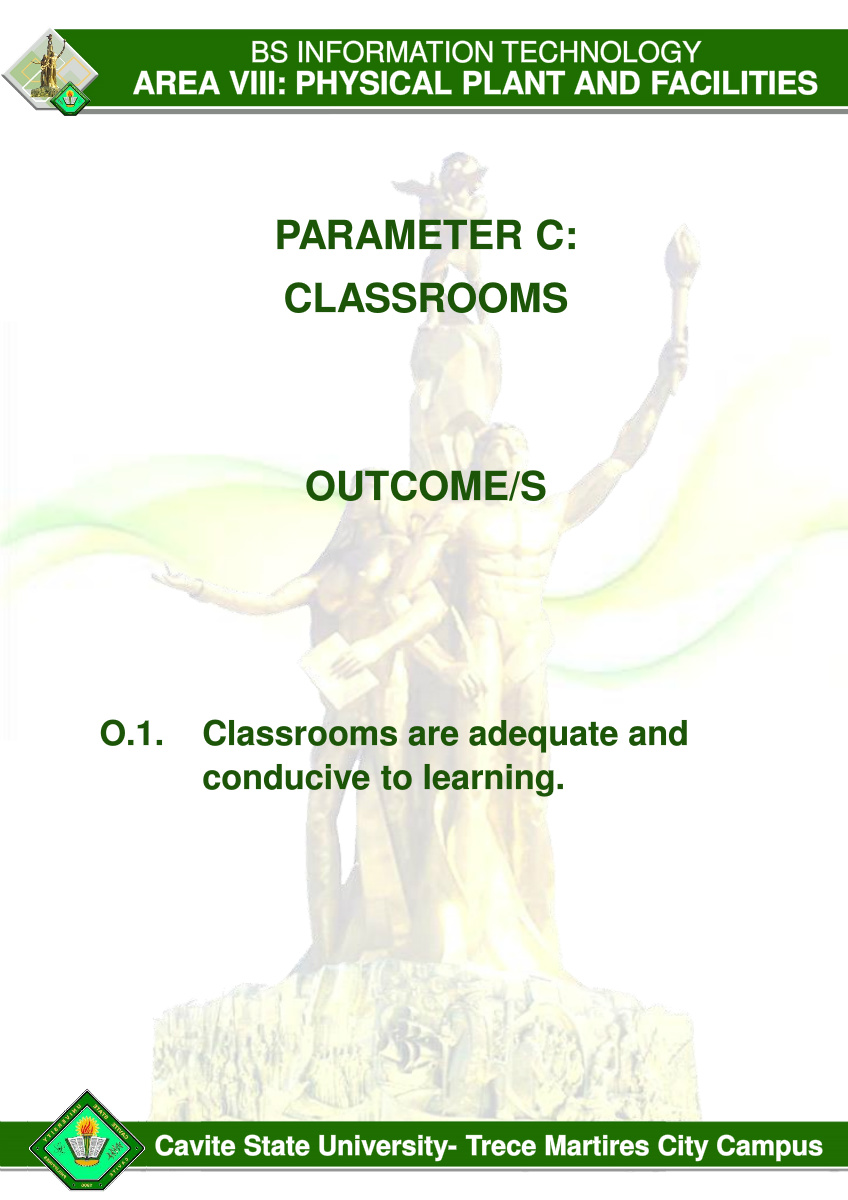 BS INFORMATION TECHNOLOGY
AREA VIII: PHYSICAL PLANT AND FACILITIES
PARAMETER C:
CLASSROOMS
OUTCOME/S
O.1. Classrooms are adequate and
conducive to learning.
Cavite State University- Trece Martires City Campus